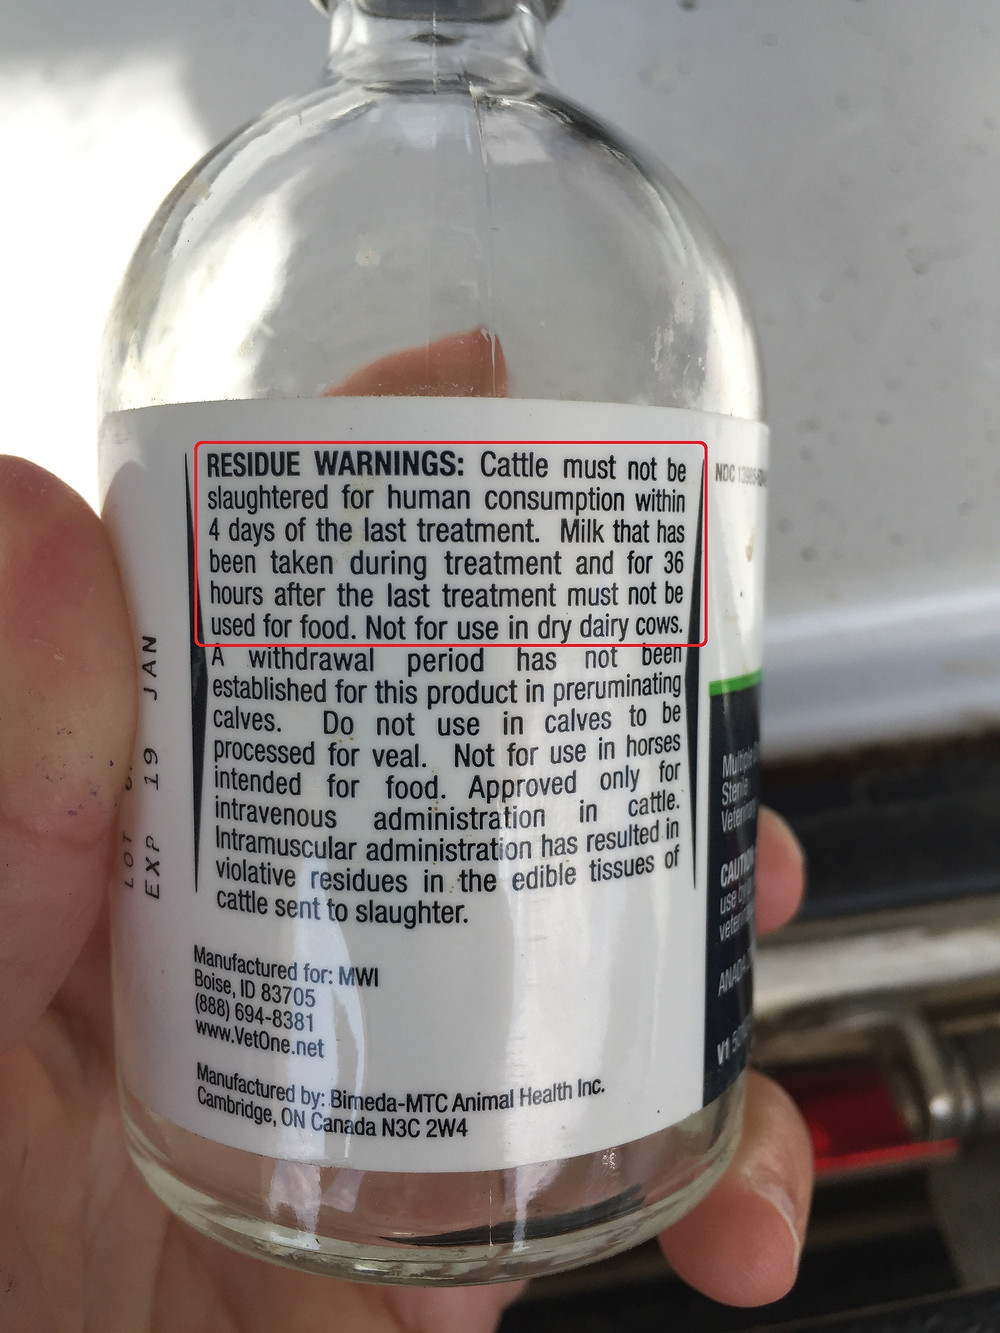 RESIDUE WARNINGS: Cattle must not be
slaughtered for human consumption within
4 days of the last treatment. Milk that has
been taken during treatment and for 36
hours after the last treatment must not be
used for food. Not for use in dry dairy cows.
A withdrawal period has not been
established for this product in preruminating
calves. Do not use in calves to be
processed for veal. Not for use in horses
intended for food. Approved only for
intravenous administration in cattle.
Intramuscular administration has resulted in
violative residues in the edible tissues of
cattle sent to slaughter.
Manufactured for: MWI
Boise, ID 83705
(888) 694-8381
www.VetOne.net
Manufactured by: Bimeda-MTC Animal Health Inc.
Cambridge, ON Canada N3C 2W4
LOT
EXP 19 JAN
NDC
CAUTION
use
V1